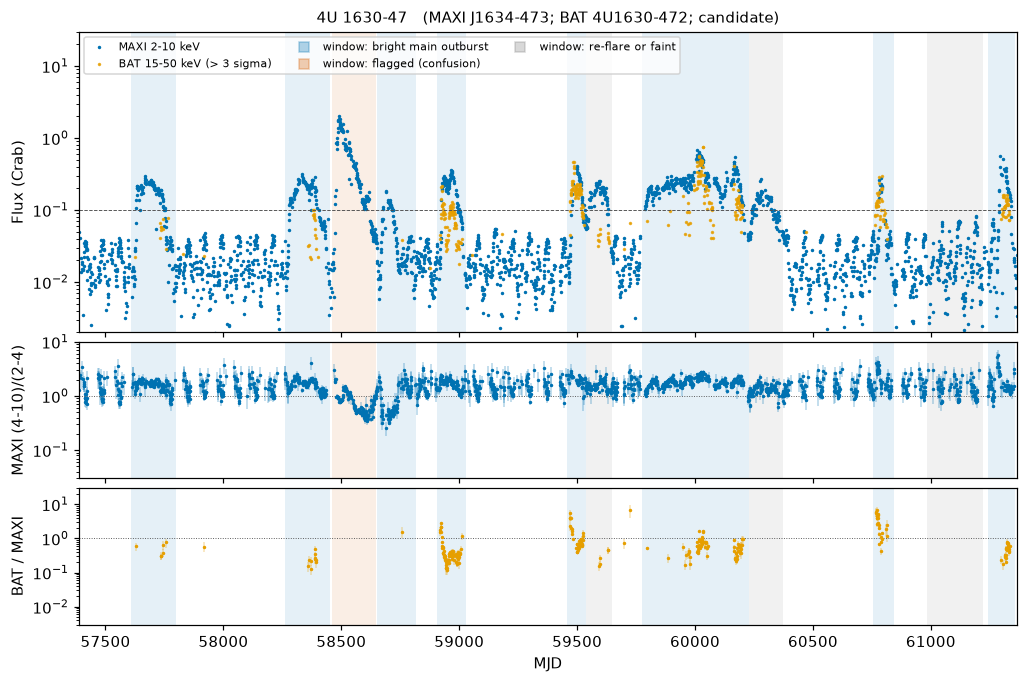 4U 1630-47 (MAXI J1634-473; BAT 4U1630-472; candidate)
MAXI 2-10 keV
BAT 15-50 keV (> 3 sigma)
window: bright main outburst
window: flagged (confusion)
window: re-flare or faint
Flux (Crab)
10¹
10⁰
10⁻¹
10⁻²
MAXI (4-10)/(2-4)
10¹
10⁰
10⁻¹
BAT / MAXI
10¹
10⁰
10⁻¹
10⁻²
57500 58000 58500 59000 59500 60000 60500 61000
MJD